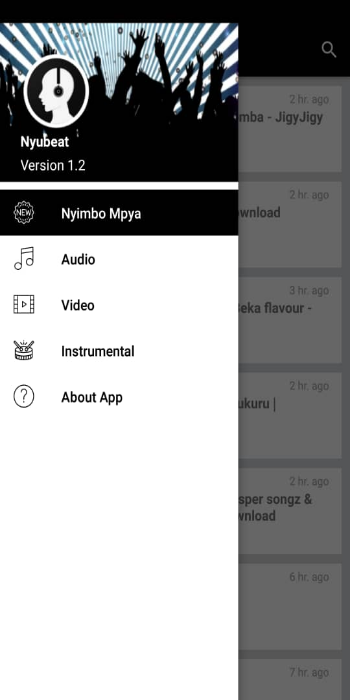 Nyubeat
Version 1.2
NEW
Nyimbo Mpya
Audio
Video
Instrumental
About App
2 hr. ago
mba - JigyJigy
2 hr. ago
wnload
3 hr. ago
Beka flavour -
2 hr. ago
ukuru |
2 hr. ago
sper songz &
wnload
6 hr. ago
7 hr. ago